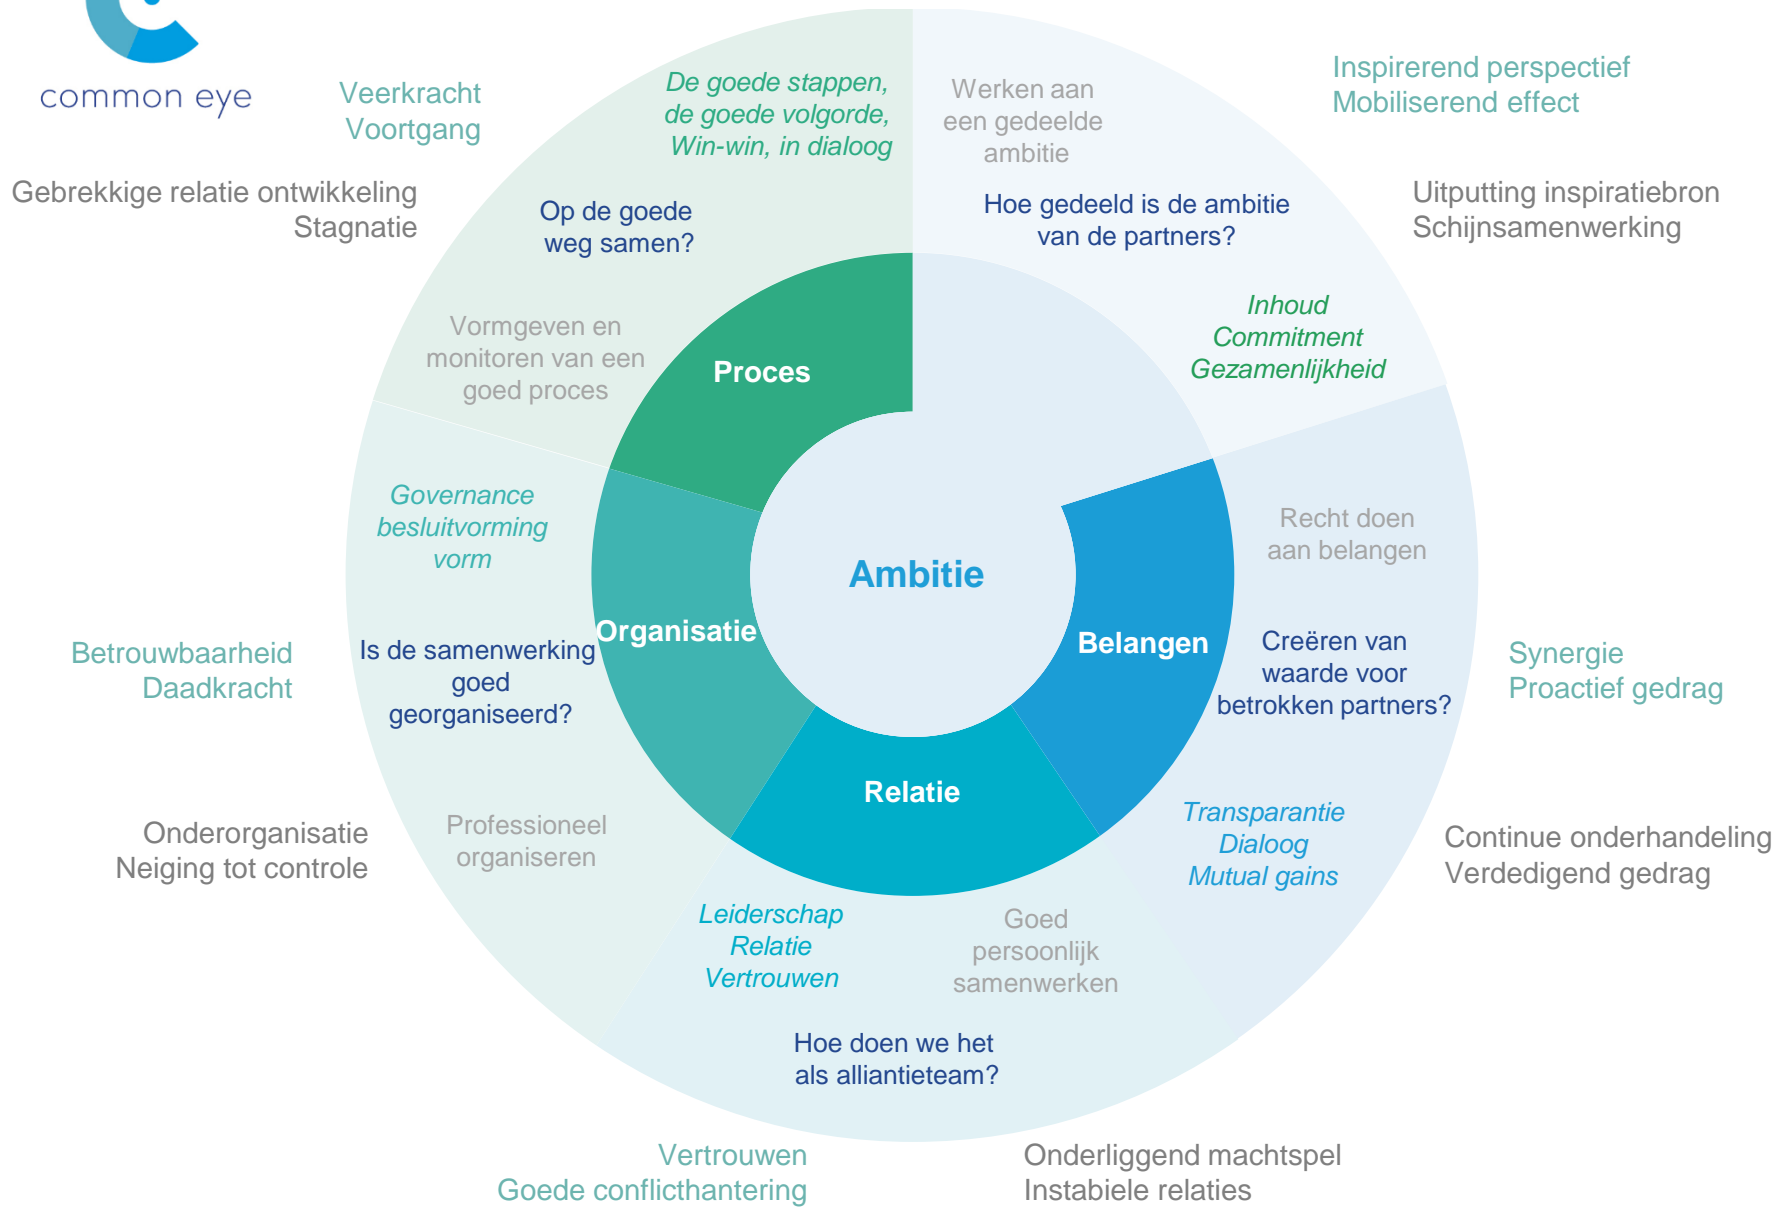 common eye
Veerkracht
Voortgang
Gebrekkige relatie ontwikkeling
Stagnatie
De goede stappen,
de goede volgorde,
Win-win, in dialoog
Op de goede
weg samen?
Vormgeven en
monitoren van een
goed proces
Proces
Werken aan
een gedeelde
ambitie
Hoe gedeeld is de ambitie
van de partners?
Inhoud
Commitment
Gezamenlijkheid
Inspirerend perspectief
Mobiliserend effect
Uitputting inspiratiebron
Schijnsamenwerking
Ambitie
Governance
besluitvorming
vorm
Organisatie
Is de samenwerking
goed
georganiseerd?
Professioneel
organiseren
Betrouwbaarheid
Daadkracht
Onderorganisatie
Neiging tot controle
Belangen
Recht doen
aan belangen
Creëren van
waarde voor
betrokken partners?
Transparantie
Dialoog
Mutual gains
Synergie
Proactief gedrag
Continue onderhandeling
Verdedigend gedrag
Relatie
Leiderschap
Relatie
Vertrouwen
Goed
persoonlijk
samenwerken
Hoe doen we het
als alliantieteam?
Vertrouwen
Goede conflicthantering
Onderliggend machtspel
Instabiele relaties